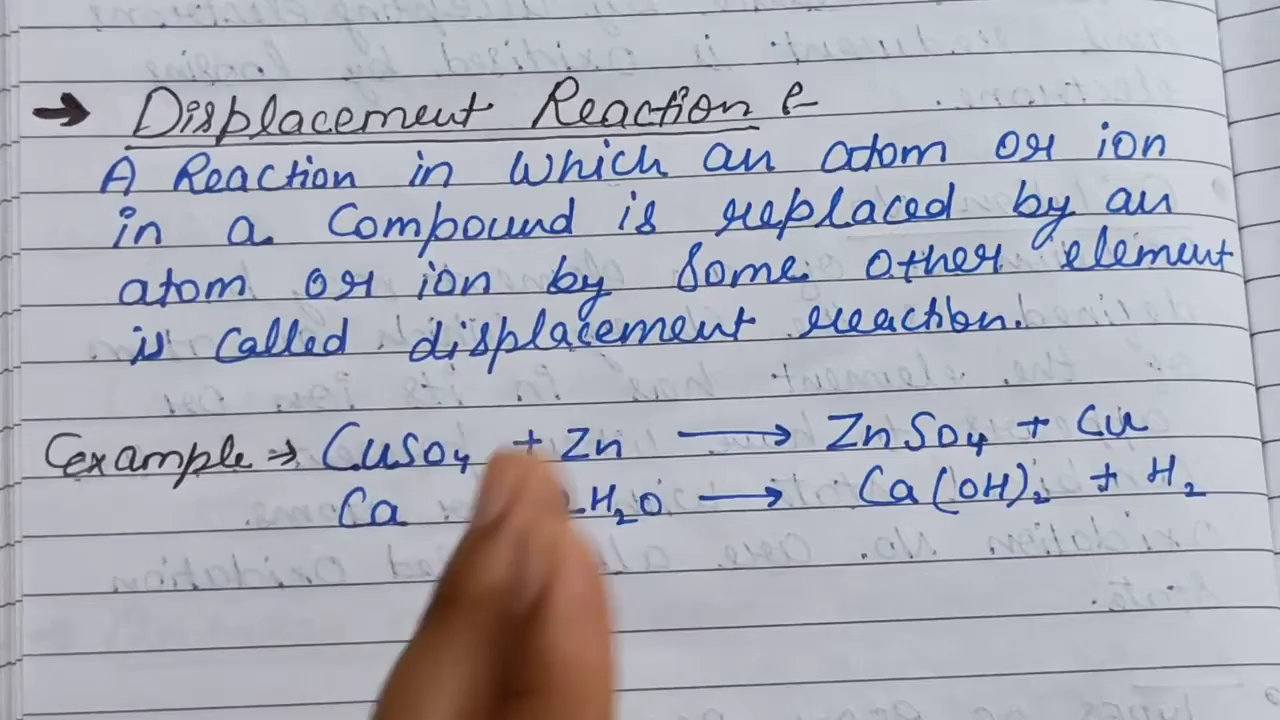 → Displacement Reaction :-
A Reaction in which an atom or ion
in a Compound is replaced by an
atom or ion by Some other element
is called displacement reaction.
Example → CuSO₄ + Zn ⟶ ZnSO₄ + Cu
Ca H₂O ⟶ Ca(OH)₂ + H₂